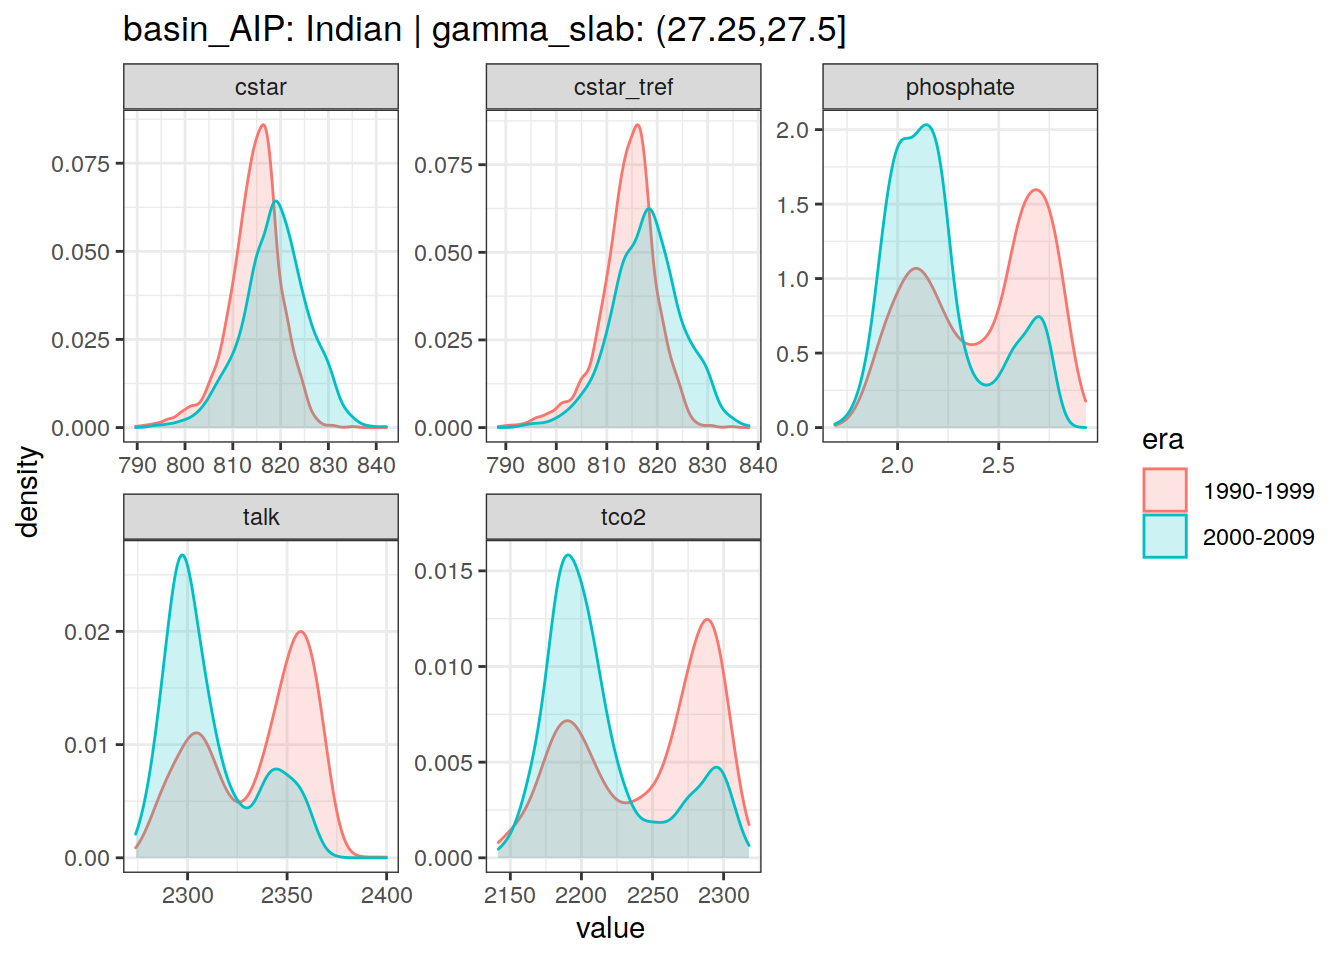 basin_AIP: Indian | gamma_slab: (27.25,27.5]
cstar
cstar_tref
phosphate
0.075
0.050
0.025
0.000
790 800 810 820 830 840
0.075
0.050
0.025
0.000
790 800 810 820 830 840
2.0
1.5
1.0
0.5
0.0
2.0 2.5
talk
tco2
0.02
0.01
0.00
2300 2350 2400
0.015
0.010
0.005
0.000
2150 2200 2250 2300
density
value
era
1990-1999
2000-2009